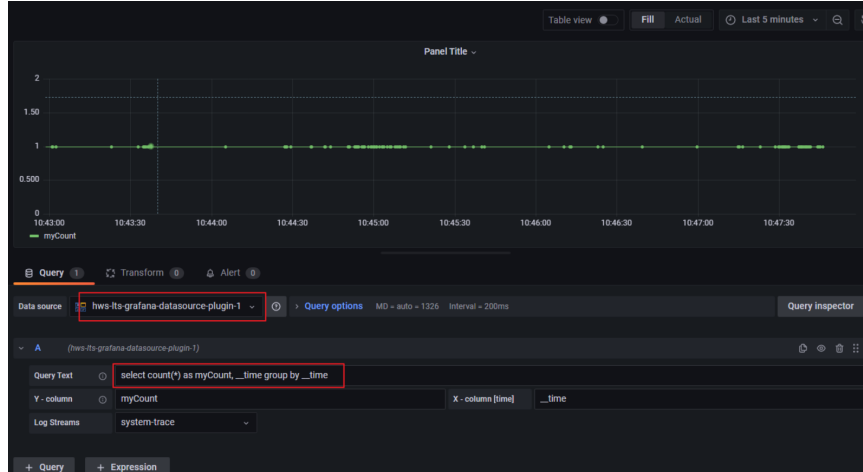 Table view Fill Actual Last 5 minutes
Panel Title
2
1.50
1
0.500
0
10:43:00 10:43:30 10:44:00 10:44:30 10:45:00 10:45:30 10:46:00 10:46:30 10:47:00 10:47:30
myCount
Query 1 Transform 0 Alert 0
Data source hws-lts-grafana-datasource-plugin-1 > Query options MD = auto = 1326 Interval = 200ms Query inspector
A (hws-lts-grafana-datasource-plugin-1)
Query Text select count(*) as myCount, __time group by __time
Y - column myCount X - column [time] __time
Log Streams system-trace
+ Query + Expression